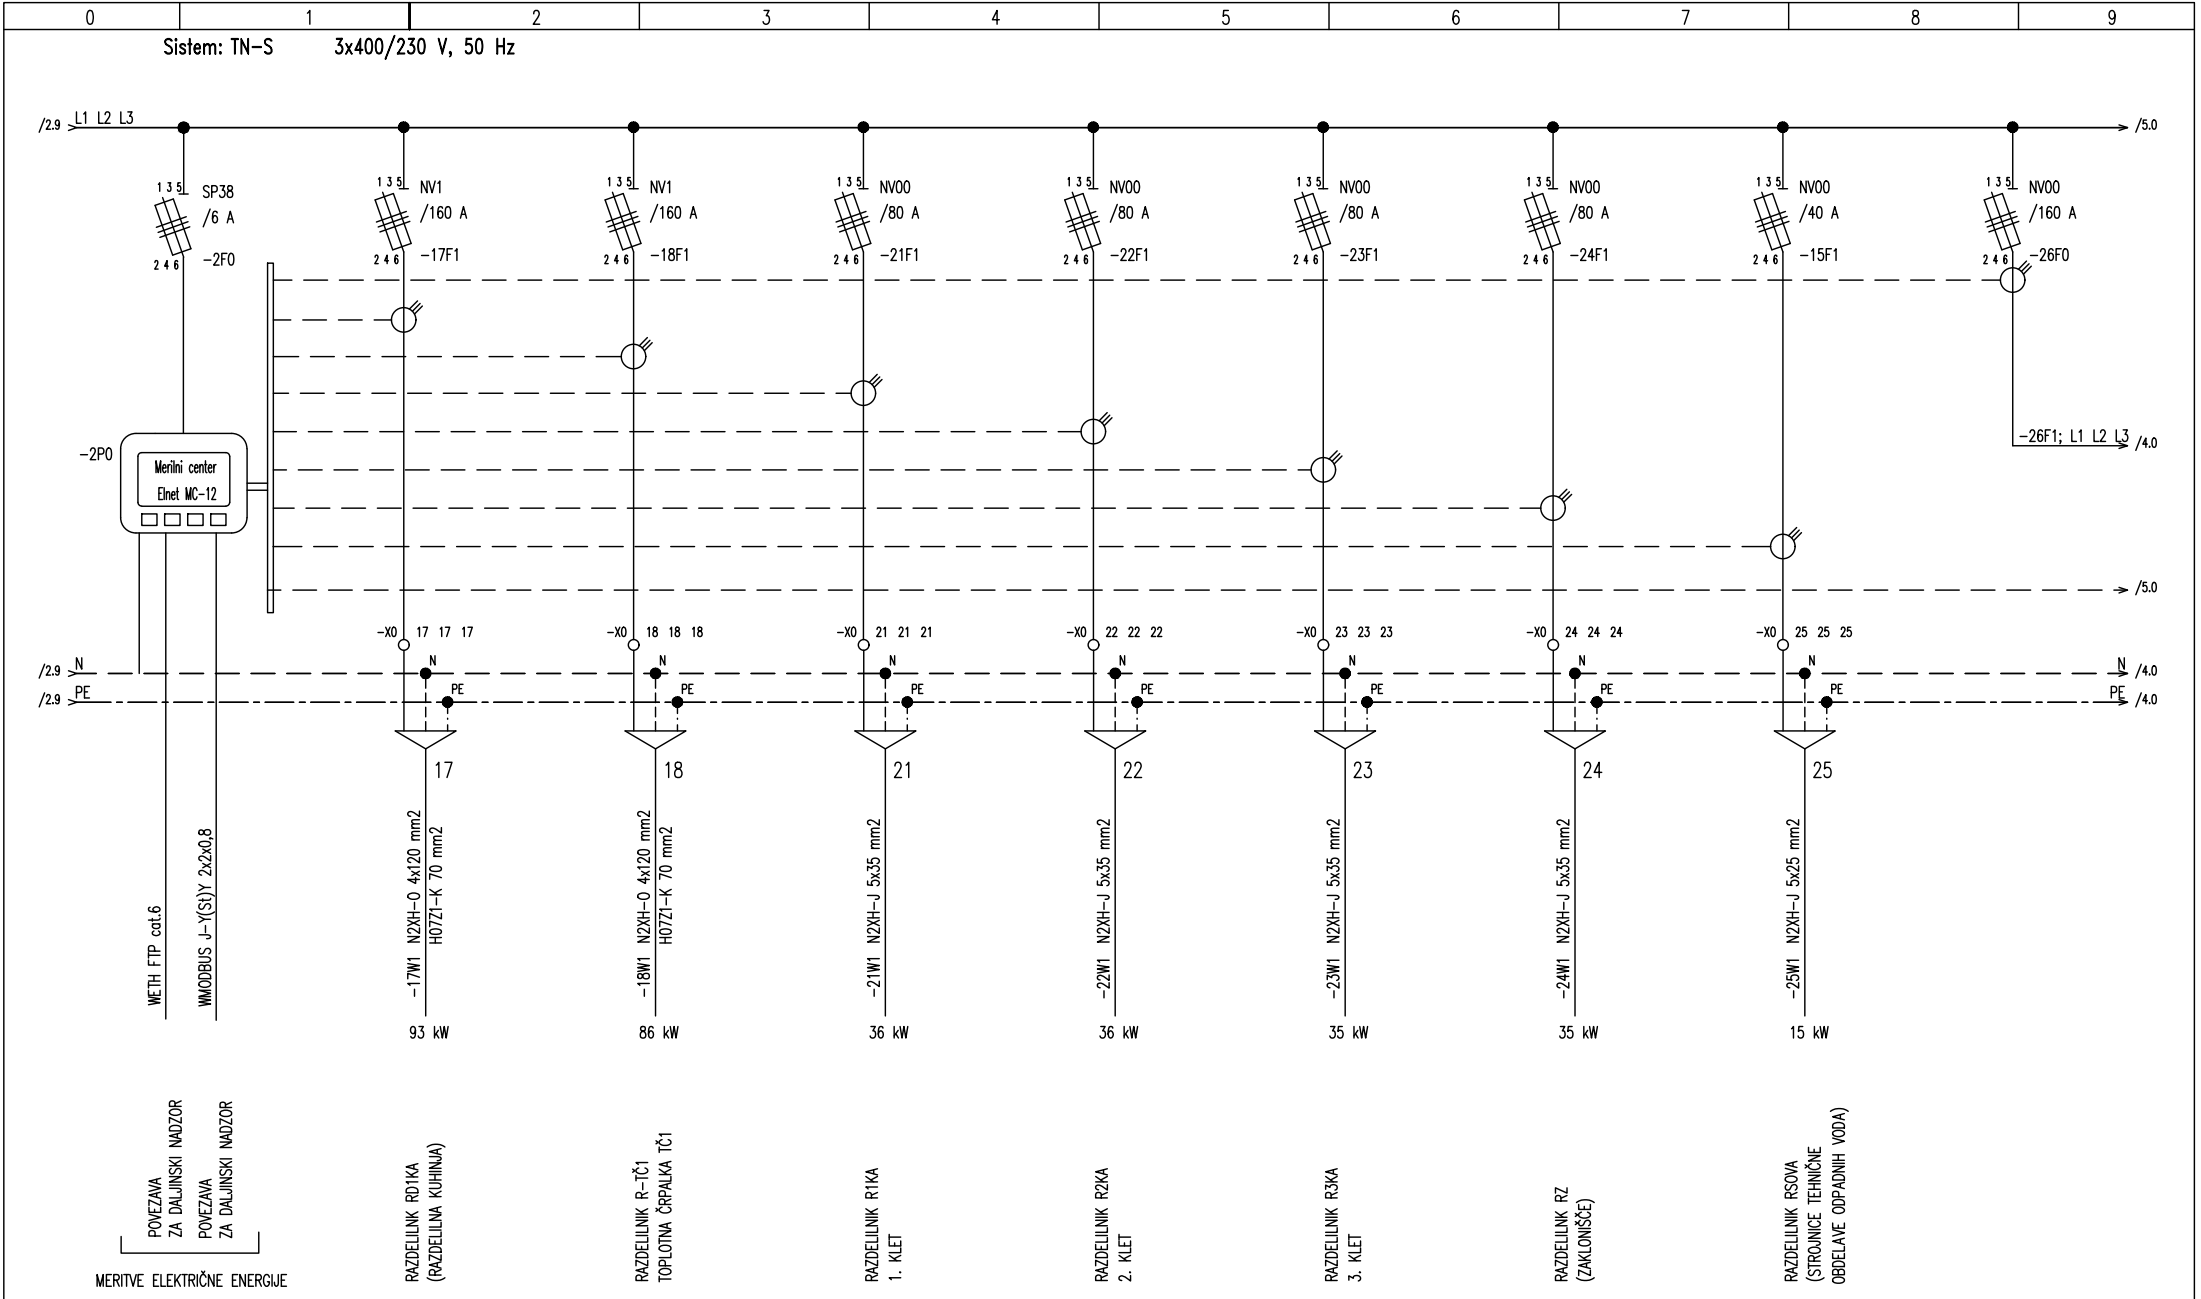 0 1 2 3 4 5 6 7 8 9
Sistem: TN-S 3x400/230 V, 50 Hz
/2.9 L1 L2 L3 /5.0
1 3 5 SP38 /6 A 2 4 6 -2F0
1 3 5 NV1 /160 A 2 4 6 -17F1
1 3 5 NV1 /160 A 2 4 6 -18F1
1 3 5 NV00 /80 A 2 4 6 -21F1
1 3 5 NV00 /80 A 2 4 6 -22F1
1 3 5 NV00 /80 A 2 4 6 -23F1
1 3 5 NV00 /80 A 2 4 6 -24F1
1 3 5 NV00 /40 A 2 4 6 -15F1
1 3 5 NV00 /160 A 2 4 6 -26F0
-26F1; L1 L2 L3 /4.0
-2P0
Merilni center
Elnet MC-12
/5.0
-X0 17 17 17
-X0 18 18 18
-X0 21 21 21
-X0 22 22 22
-X0 23 23 23
-X0 24 24 24
-X0 25 25 25
/2.9 N N N N N N N N N /4.0
/2.9 PE PE PE PE PE PE PE PE PE /4.0
17 18 21 22 23 24 25
WETH FTP cat.6
WMODBUS J-Y(St)Y 2x2x0,8
-17W1 N2XH-O 4x120 mm2
H07Z1-K 70 mm2
-18W1 N2XH-O 4x120 mm2
H07Z1-K 70 mm2
-21W1 N2XH-J 5x35 mm2
-22W1 N2XH-J 5x35 mm2
-23W1 N2XH-J 5x35 mm2
-24W1 N2XH-J 5x35 mm2
-25W1 N2XH-J 5x25 mm2
93 kW 86 kW 36 kW 36 kW 35 kW 35 kW 15 kW
POVEZAVA
ZA DALJINSKI NADZOR
POVEZAVA
ZA DALJINSKI NADZOR
MERITVE ELEKTRIČNE ENERGIJE
RAZDELILNK RD1KA
(RAZDELILNA KUHINJA)
RAZDELILNIK R-TČ1
TOPLOTNA ČRPALKA TČ1
RAZDELILNIK R1KA
1. KLET
RAZDELILNIK R2KA
2. KLET
RAZDELILNIK R3KA
3. KLET
RAZDELILNK RZ
(ZAKLONIŠČE)
RAZDELILNIK RSOVA
(STROJNICE TEHNIČNE
OBDELAVE ODPADNIH VODA)